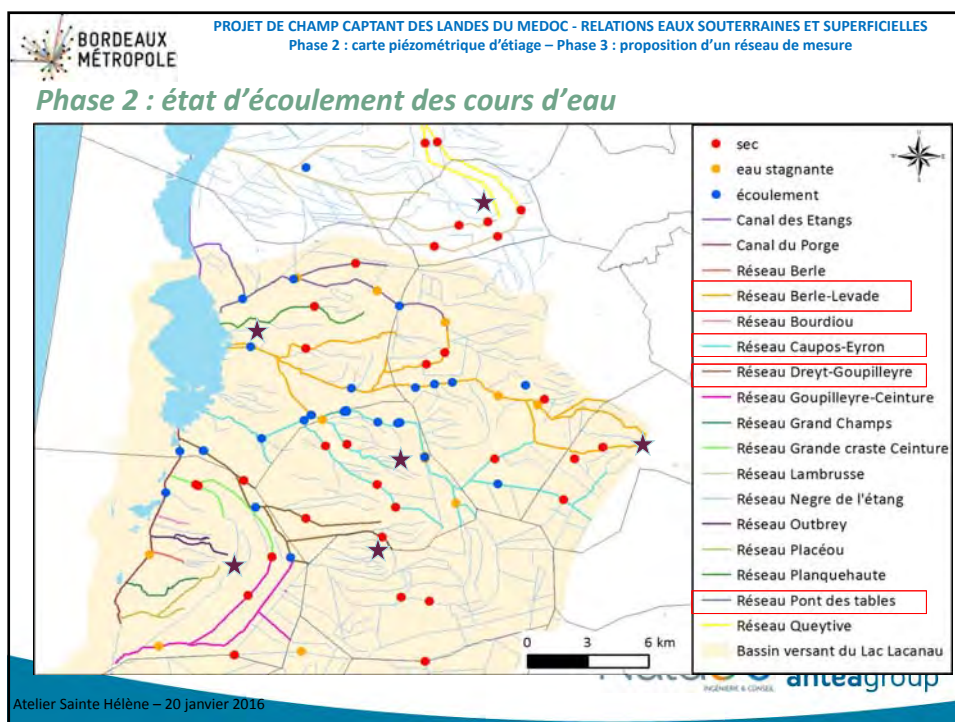 BORDEAUX
MÉTROPOLE
PROJET DE CHAMP CAPTANT DES LANDES DU MEDOC - RELATIONS EAUX SOUTERRAINES ET SUPERFICIELLES
Phase 2 : carte piézométrique d'étiage – Phase 3 : proposition d'un réseau de mesure
Phase 2 : état d'écoulement des cours d'eau
sec
eau stagnante
écoulement
Canal des Etangs
Canal du Porge
Réseau Berle
Réseau Berle-Levade
Réseau Bourdiou
Réseau Caupos-Eyron
Réseau Dreyt-Goupilleyre
Réseau Goupilleyre-Ceinture
Réseau Grand Champs
Réseau Grande craste Ceinture
Réseau Lambrusse
Réseau Negre de l'étang
Réseau Outbrey
Réseau Placéou
Réseau Planquehaute
Réseau Pont des tables
Réseau Queytive
Bassin versant du Lac Lacanau
0 3 6 km
INGÉNIERIE & CONSEIL
anteagroup
Atelier Sainte Hélène – 20 janvier 2016